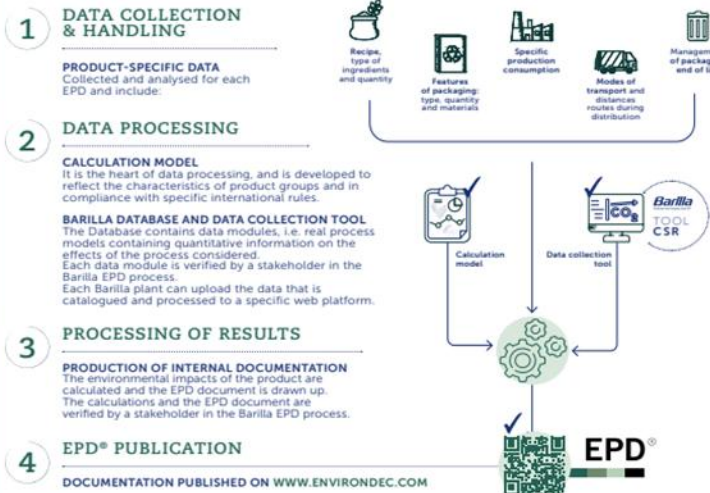 1
DATA COLLECTION
& HANDLING
PRODUCT-SPECIFIC DATA
Collected and analysed for each
EPD and include:
Recipe,
type of
ingredients
and quantity
Features
of packaging:
type, quantity
and materials
Specific
production
consumption
Modes of
transport and
distances
routes during
distribution
of packag
end of li
2
DATA PROCESSING
CALCULATION MODEL
It is the heart of data processing, and is developed to
reflect the characteristics of product groups and in
compliance with specific international rules.
BARILLA DATABASE AND DATA COLLECTION TOOL
The Database contains data modules, i.e. real process
models containing quantitative information on the
effects of the process considered.
Each data module is verified by a stakeholder in the
Barilla EPD process.
Each Barilla plant can upload the data that is
catalogued and processed to a specific web platform.
Calculation
model
CO2
Data collection
tool
Barilla
TOOL
CSR
3
PROCESSING OF RESULTS
PRODUCTION OF INTERNAL DOCUMENTATION
The environmental impacts of the product are
calculated and the EPD document is drawn up.
The calculations and the EPD document are
verified by a stakeholder in the Barilla EPD process.
4
EPD® PUBLICATION
DOCUMENTATION PUBLISHED ON WWW.ENVIRONDEC.COM
EPD®